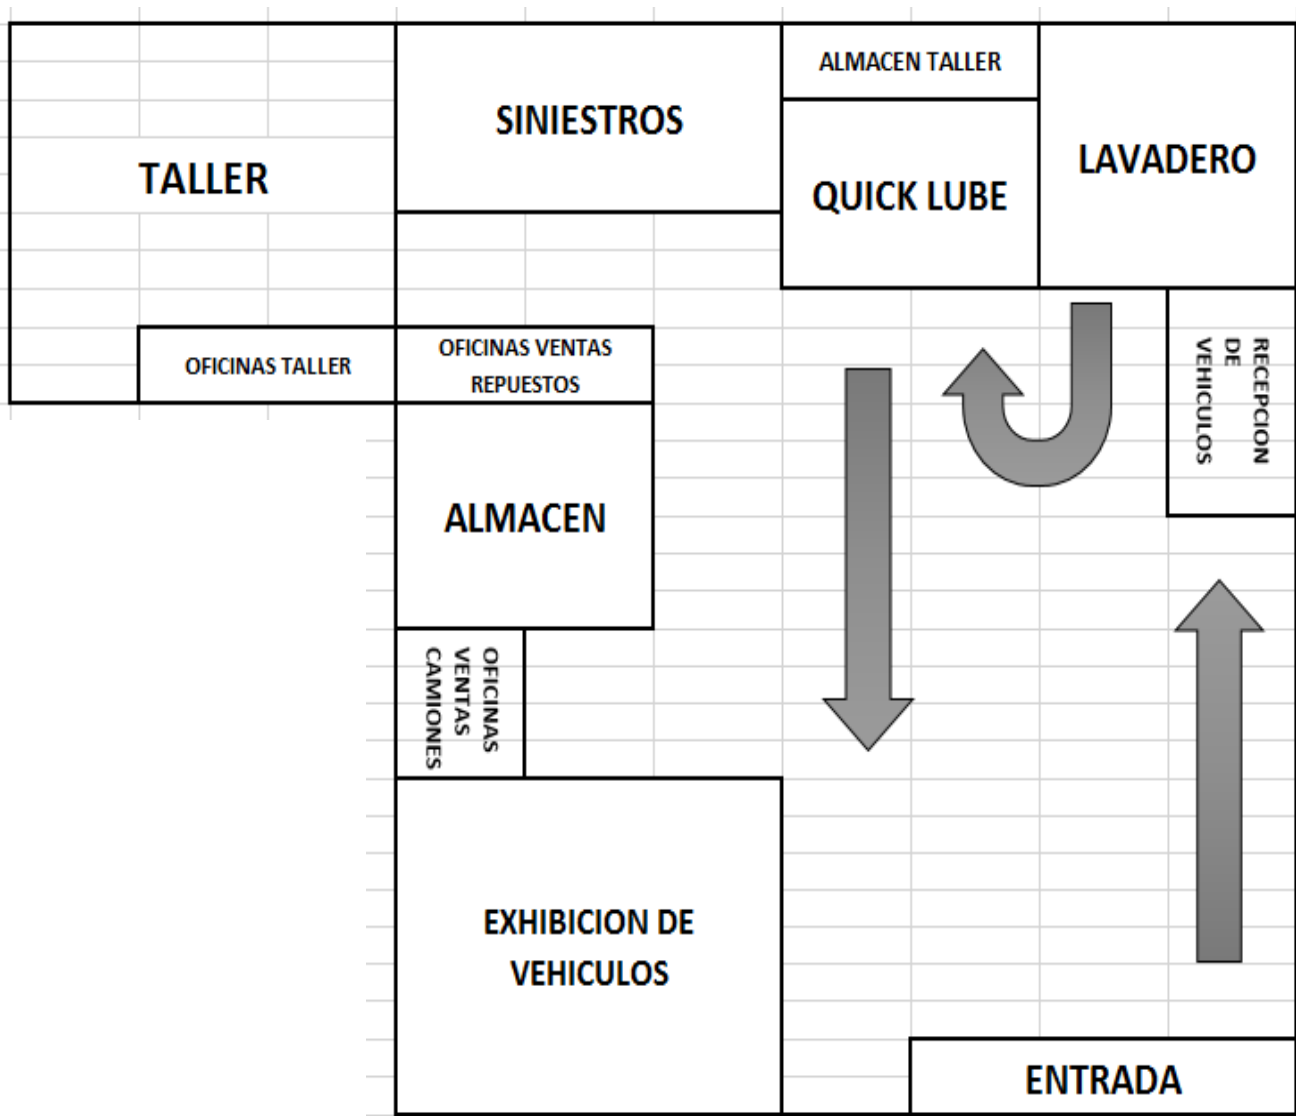 ALMACEN TALLER
SINIESTROS
LAVADERO
TALLER
QUICK LUBE
OFICINAS TALLER
OFICINAS VENTAS
REPUESTOS
RECEPCION
DE
VEHICULOS
ALMACEN
OFICINAS
VENTAS
CAMIONES
EXHIBICION DE
VEHICULOS
ENTRADA